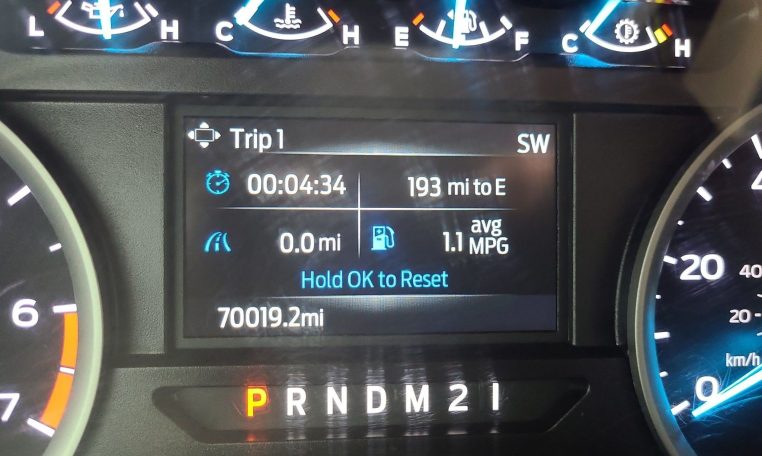 L H C H E F C H
Trip 1 SW
00:04:34 193 mi to E
0.0 mi 1.1 avg MPG
Hold OK to Reset
70019.2mi
6
7
20
40
20
km/h
0
P R N D M 2 1